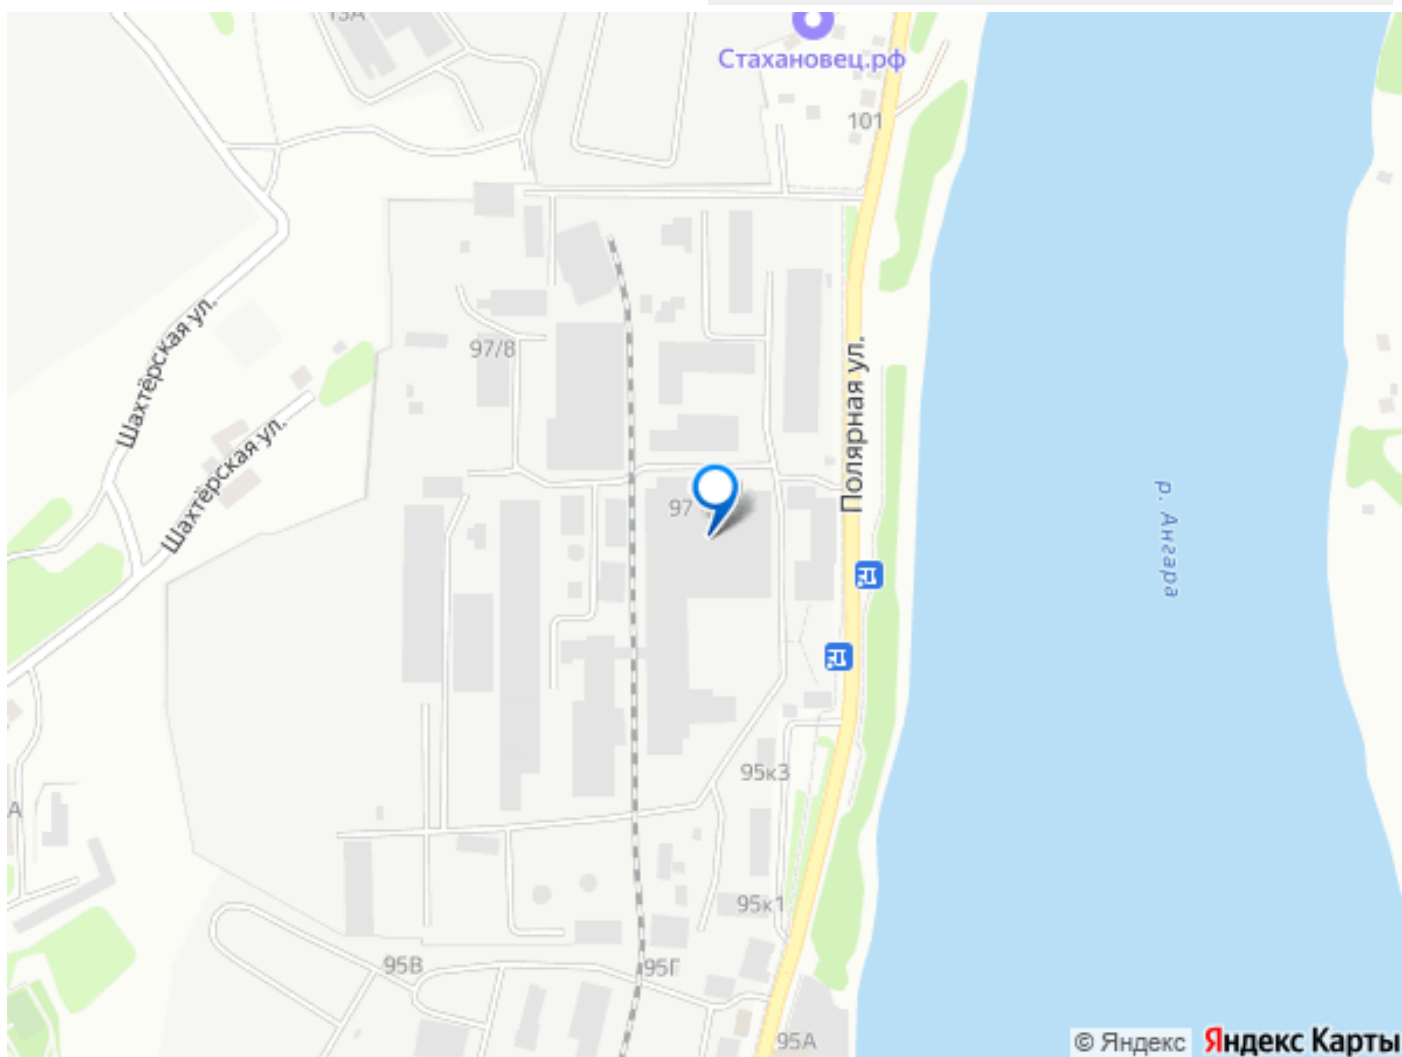 13А
Стахановец.рф
101
Шахтёрская ул.
97/8
Полярная ул.
Шахтёрская ул.
97
р. Ангара
95к3
А
95к1
95В
95Г
95А
© Яндекс Яндекс Карты